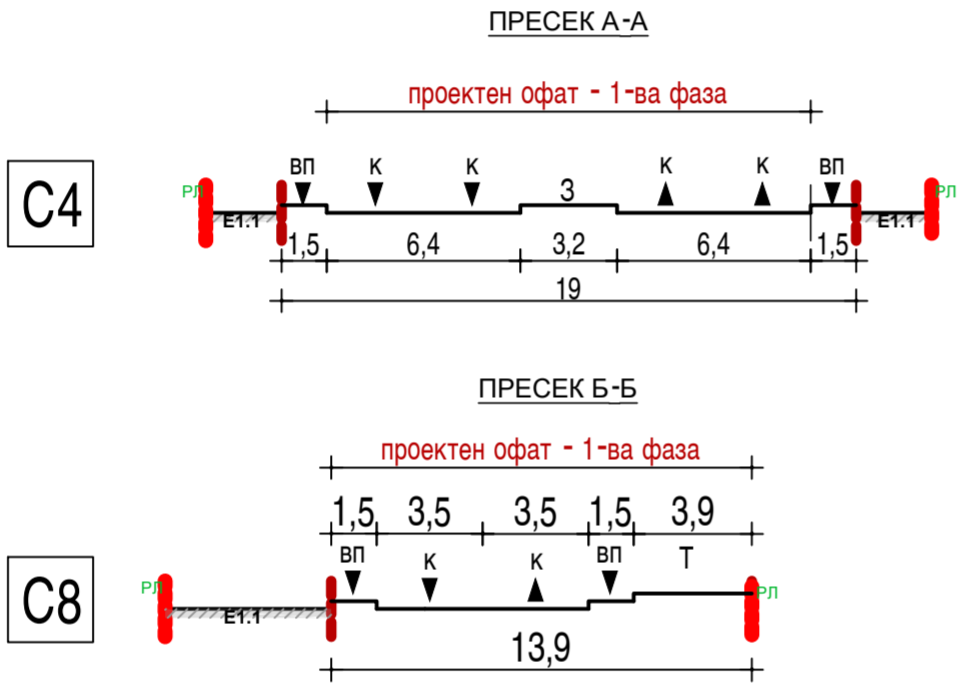 ПРЕСЕК А-А
проектен офат - 1-ва фаза
С4
РЛ ВП К К З К К ВП РЛ
Е1.1 Е1.1
1,5 6,4 3,2 6,4 1,5
19
ПРЕСЕК Б-Б
проектен офат - 1-ва фаза
1,5 3,5 3,5 1,5 3,9
С8
РЛ ВП К К ВП Т РЛ
Е1.1
13,9